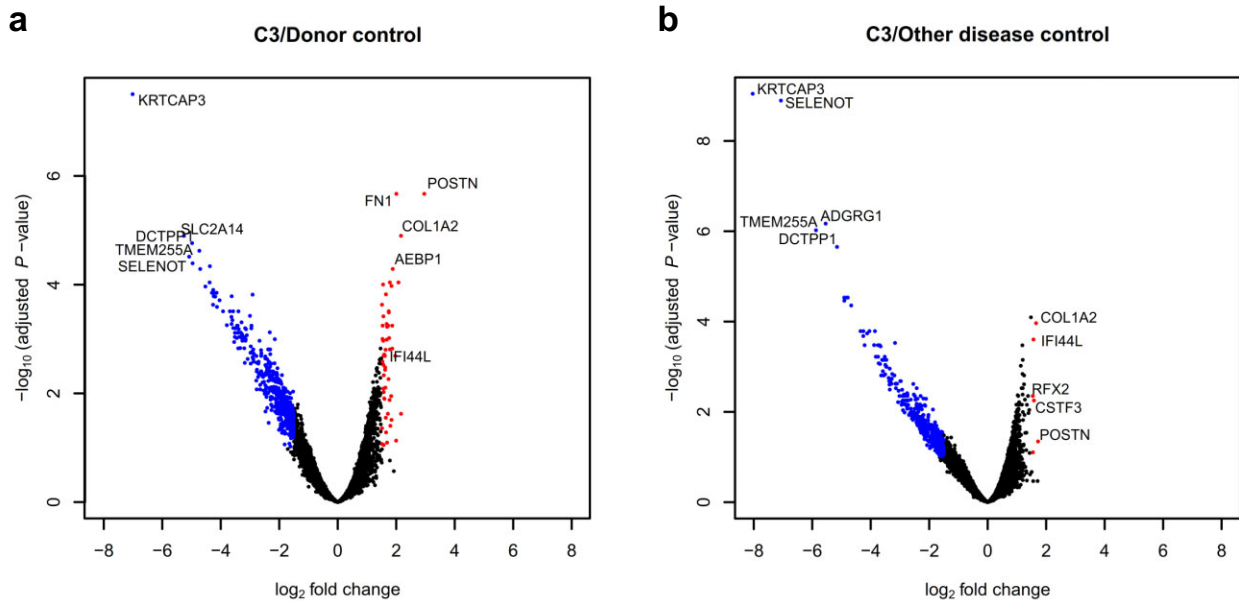 a
C3/Donor control
KRTCAP3
POSTN
FN1
COL1A2
SLC2A14
DCTPP1
TMEM255A
SELENOT
AEBP1
IFI44L
6
4
2
0
−log10 (adjusted P−value)
−8 −6 −4 −2 0 2 4 6 8
log2 fold change
b
C3/Other disease control
KRTCAP3
SELENOT
ADGRG1
TMEM255A
DCTPP1
COL1A2
IFI44L
RFX2
CSTF3
POSTN
8
6
4
2
0
−log10 (adjusted P−value)
−8 −6 −4 −2 0 2 4 6 8
log2 fold change